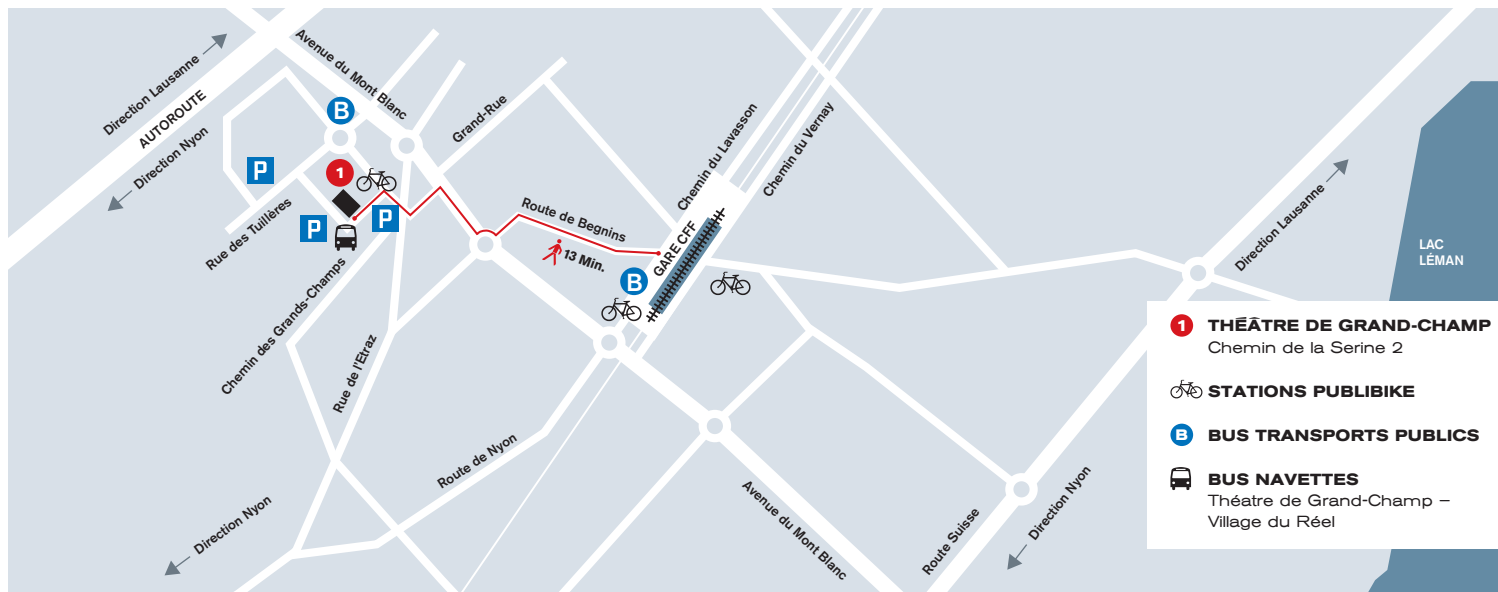 Avenue du Mont Blanc
Direction Lausanne
AUTOROUTE
Direction Nyon
B
Grand-Rue
P
1
Chemin du Lavasson
Chemin du Vernay
Rue des Tuillères
P
P
Route de Begnins
13 Min.
GARE CFF
B
Direction Lausanne
LAC
LÉMAN
Chemin des Grands-Champs
Rue de l'Etraz
Route de Nyon
Direction Nyon
Avenue du Mont Blanc
Route Suisse
Direction Nyon
1 THÉÂTRE DE GRAND-CHAMP
Chemin de la Serine 2
STATIONS PUBLIBIKE
B BUS TRANSPORTS PUBLICS
BUS NAVETTES
Théatre de Grand-Champ –
Village du Réel